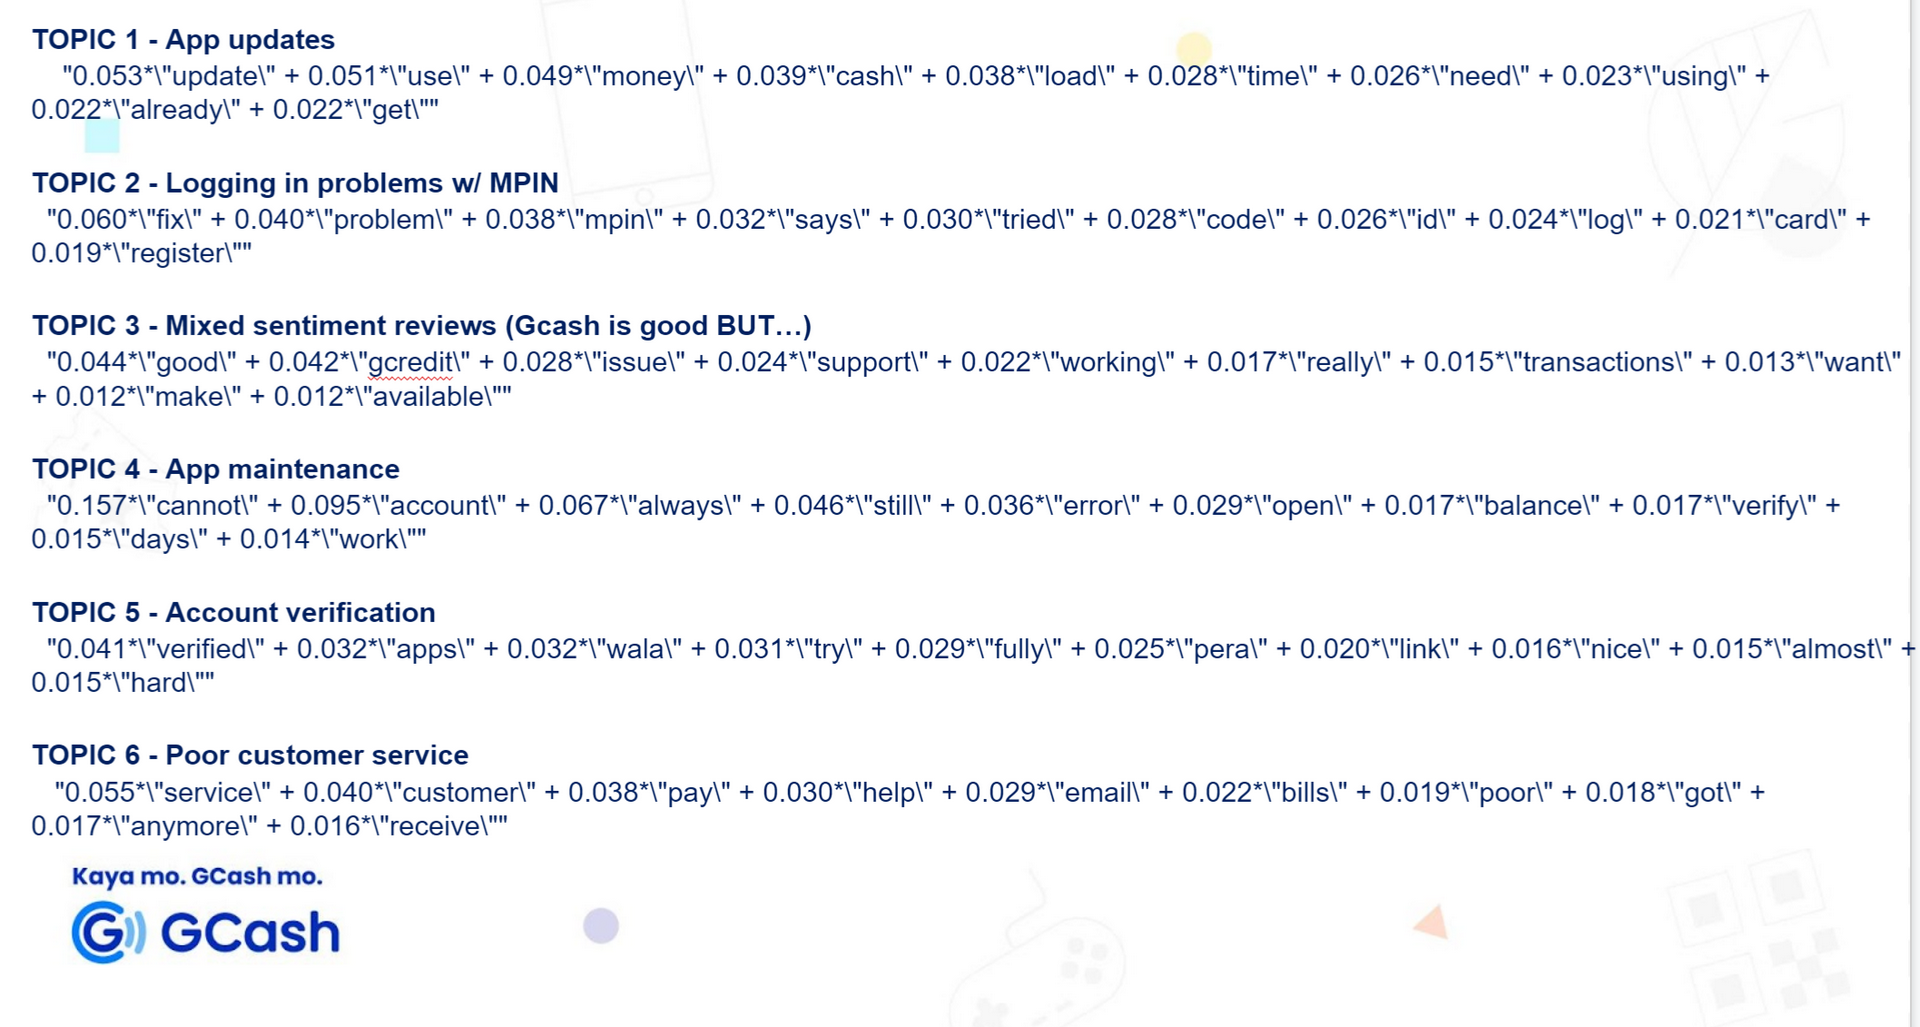 TOPIC 1 - App updates
"0.053*\"update\" + 0.051*\"use\" + 0.049*\"money\" + 0.039*\"cash\" + 0.038*\"load\" + 0.028*\"time\" + 0.026*\"need\" + 0.023*\"using\" +
0.022*\"already\" + 0.022*\"get\""
TOPIC 2 - Logging in problems w/ MPIN
"0.060*\"fix\" + 0.040*\"problem\" + 0.038*\"mpin\" + 0.032*\"says\" + 0.030*\"tried\" + 0.028*\"code\" + 0.026*\"id\" + 0.024*\"log\" + 0.021*\"card\" +
0.019*\"register\""
TOPIC 3 - Mixed sentiment reviews (Gcash is good BUT…)
"0.044*\"good\" + 0.042*\"gcredit\" + 0.028*\"issue\" + 0.024*\"support\" + 0.022*\"working\" + 0.017*\"really\" + 0.015*\"transactions\" + 0.013*\"want\"
+ 0.012*\"make\" + 0.012*\"available\""
TOPIC 4 - App maintenance
"0.157*\"cannot\" + 0.095*\"account\" + 0.067*\"always\" + 0.046*\"still\" + 0.036*\"error\" + 0.029*\"open\" + 0.017*\"balance\" + 0.017*\"verify\" +
0.015*\"days\" + 0.014*\"work\""
TOPIC 5 - Account verification
"0.041*\"verified\" + 0.032*\"apps\" + 0.032*\"wala\" + 0.031*\"try\" + 0.029*\"fully\" + 0.025*\"pera\" + 0.020*\"link\" + 0.016*\"nice\" + 0.015*\"almost\" +
0.015*\"hard\""
TOPIC 6 - Poor customer service
"0.055*\"service\" + 0.040*\"customer\" + 0.038*\"pay\" + 0.030*\"help\" + 0.029*\"email\" + 0.022*\"bills\" + 0.019*\"poor\" + 0.018*\"got\" +
0.017*\"anymore\" + 0.016*\"receive\""
Kaya mo. GCash mo.
GCash